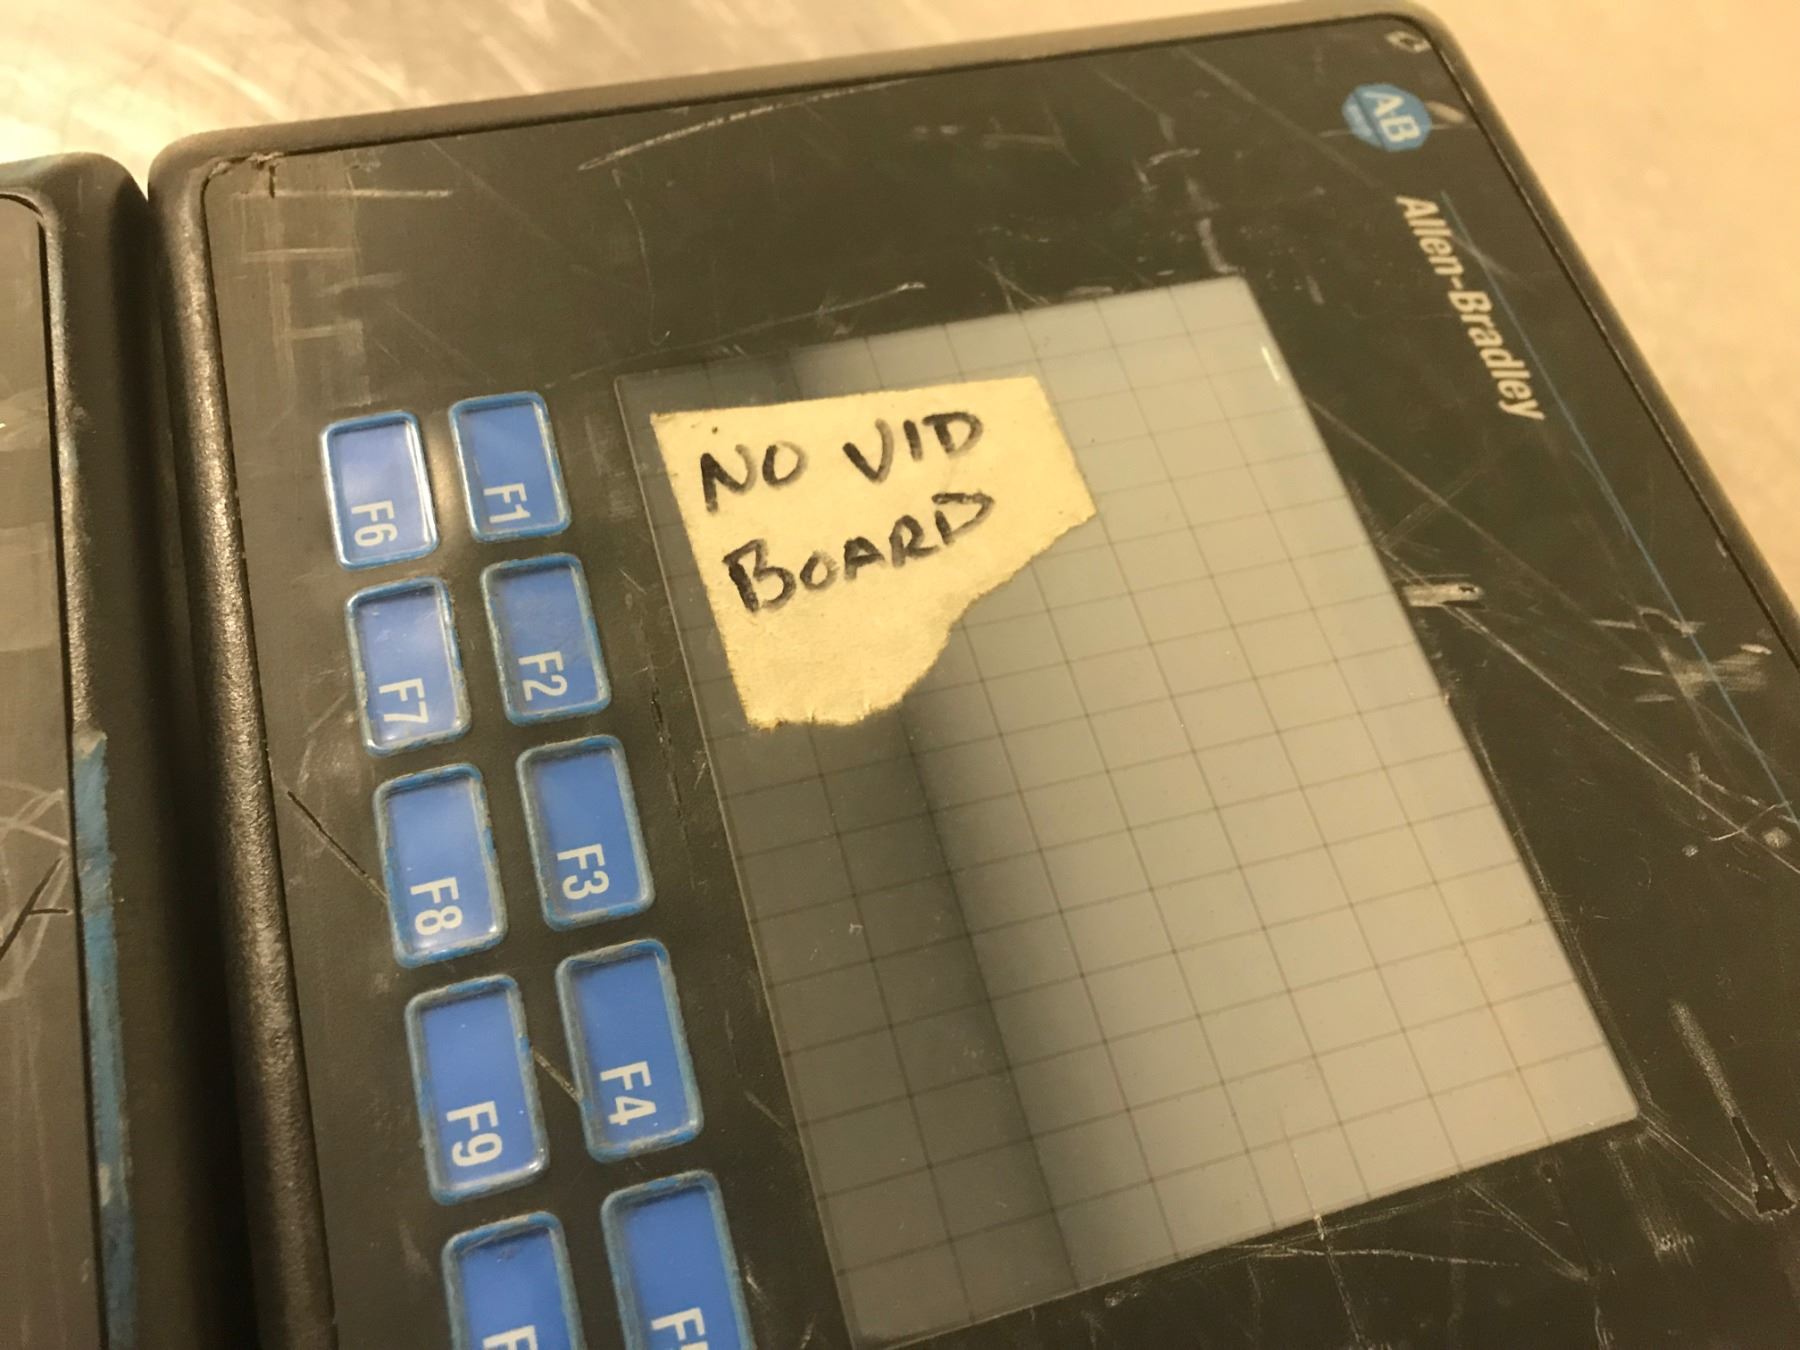 AB
Allen-Bradley
NO VID
BOARD
F1
F2
F3
F4
F6
F7
F8
F9